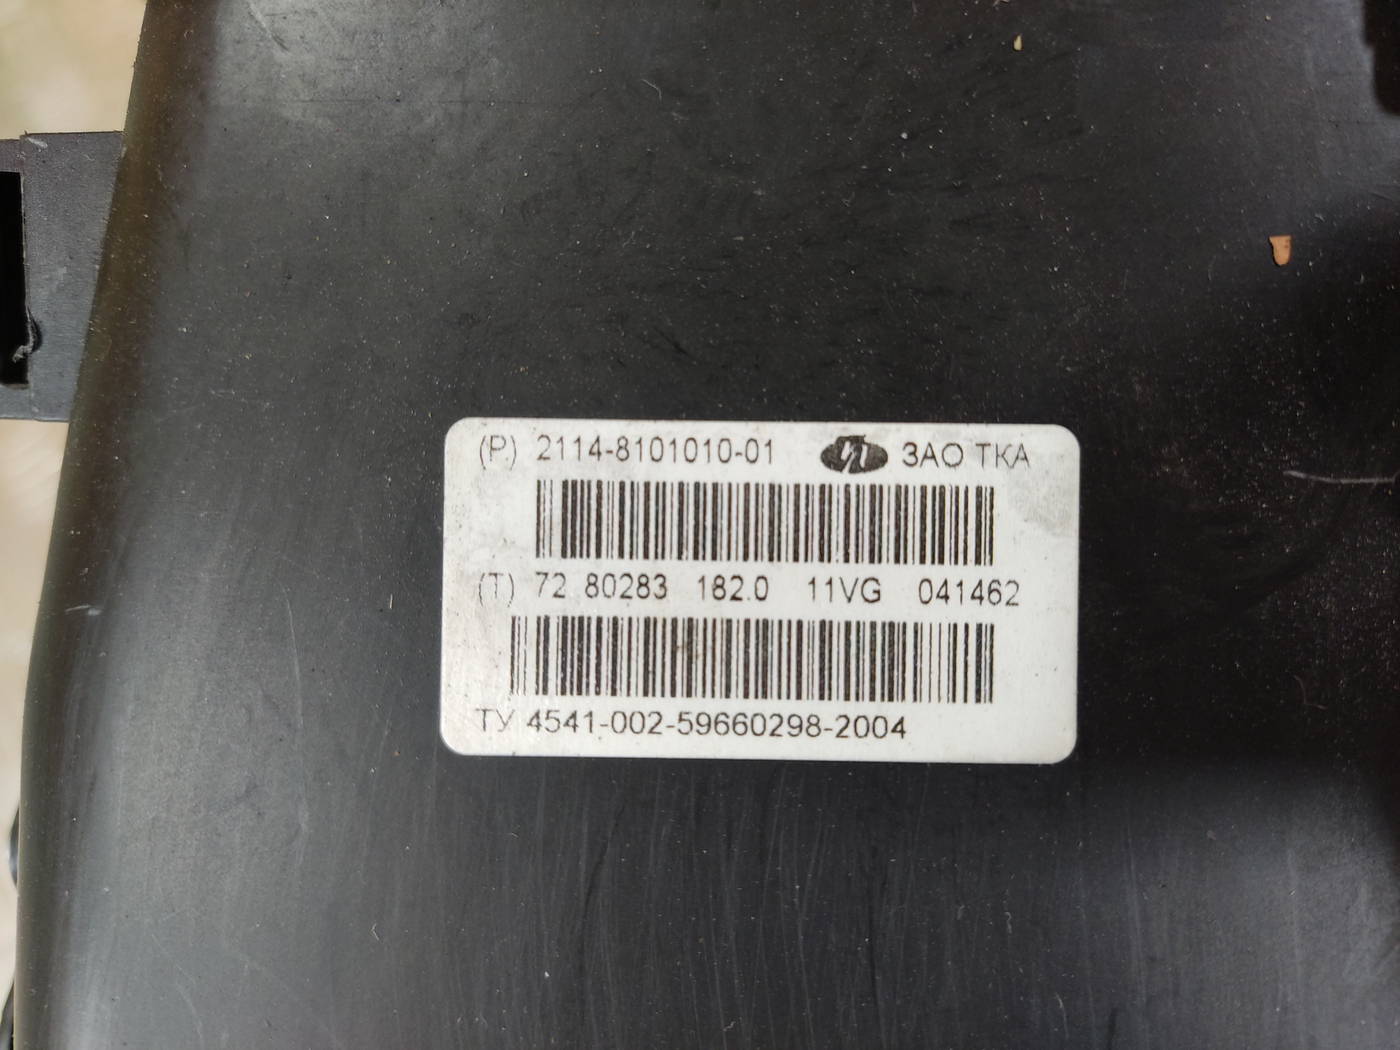 (P) 2114-8101010-01 ЗАО ТКА
(T) 72 80283 182.0 11VG 041462
ТУ 4541-002-59660298-2004